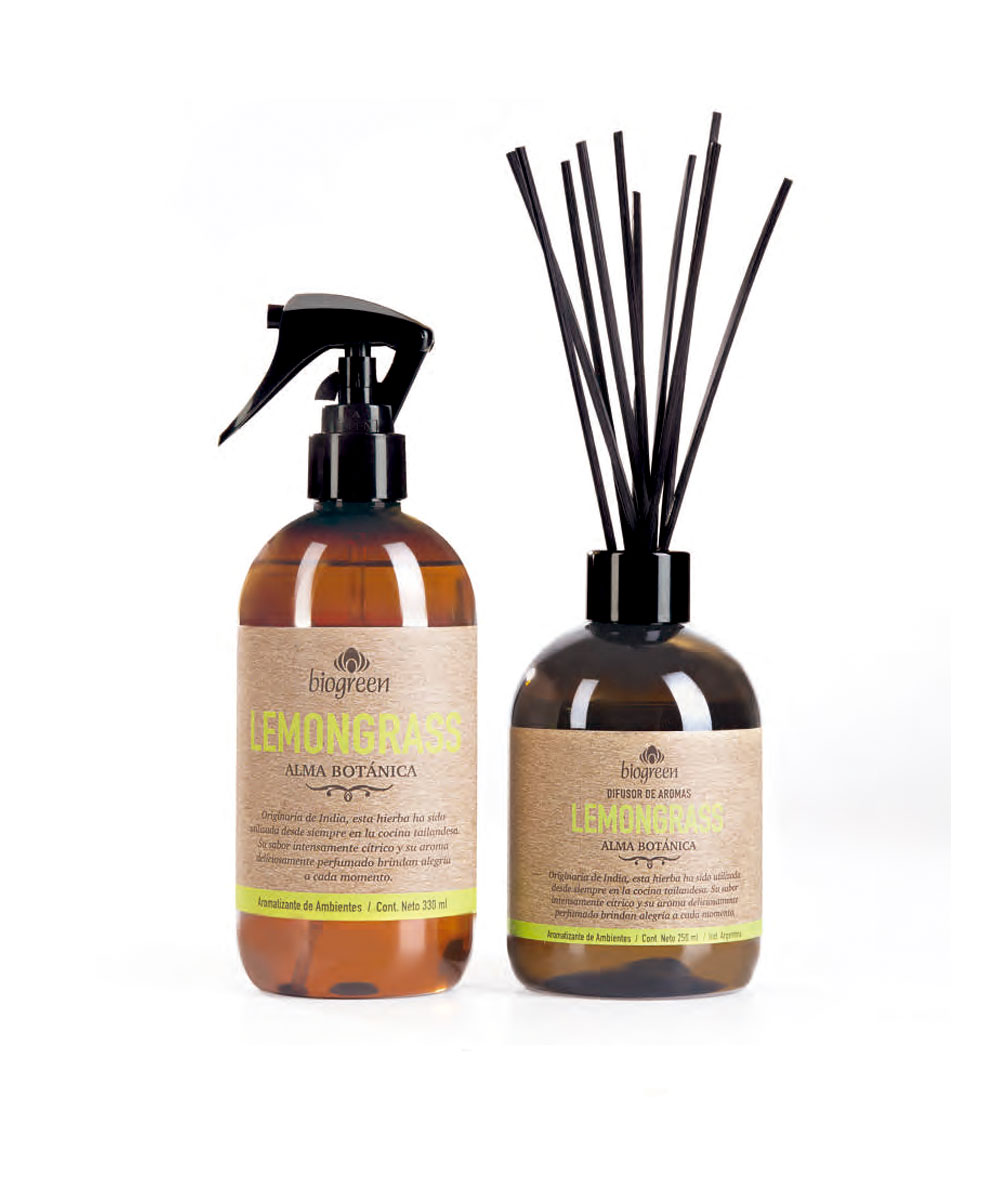 biogreen
LEMONGRASS
ALMA BOTÁNICA
Originaria de India, esta hierba ha sido
utilizada desde siempre en la cocina tailandesa.
Su sabor intensamente cítrico y su aroma
deliciosamente perfumado brindan alegría
a cada momento.
Aromatizante de Ambientes / Cont. Neto 330 ml
biogreen
DIFUSOR DE AROMAS
LEMONGRASS
ALMA BOTÁNICA
Originaria de India, esta hierba ha sido utilizada
desde siempre en la cocina tailandesa. Su sabor
intensamente cítrico y su aroma deliciosamente
perfumado brindan alegría a cada momento.
Aromatizante de Ambientes / Cont. Neto 250 ml / Ind. Argentina